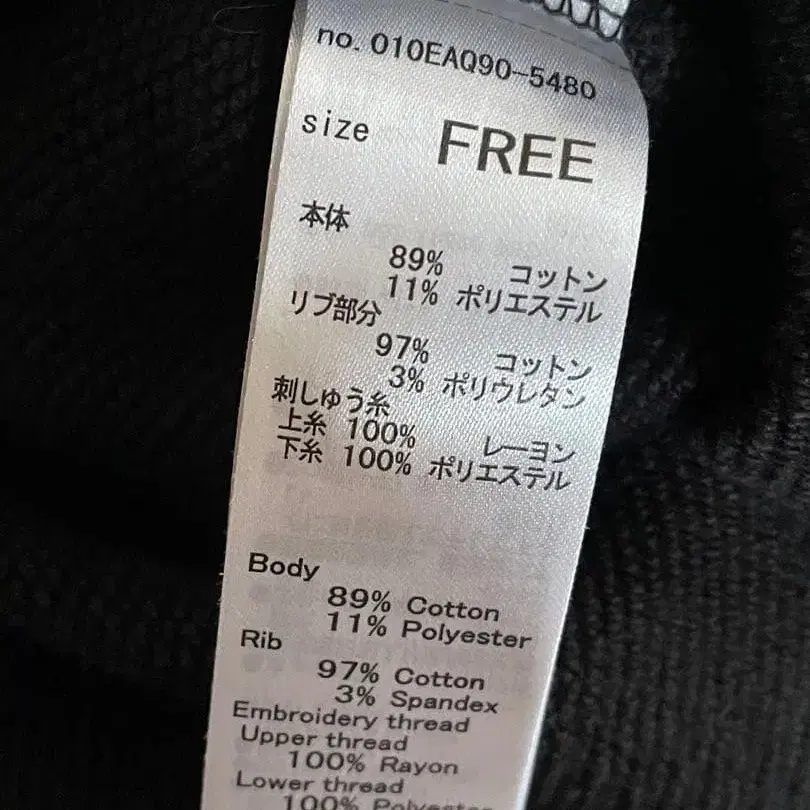 no. 010EAQ90-5480
size FREE
本体
89% コットン
11% ポリエステル
リブ部分
97% コットン
3% ポリウレタン
刺しゅう糸
上糸 100% レーヨン
下糸 100% ポリエステル
Body
89% Cotton
11% Polyester
Rib
97% Cotton
3% Spandex
Embroidery thread
Upper thread
100% Rayon
Lower thread
100% Polyester